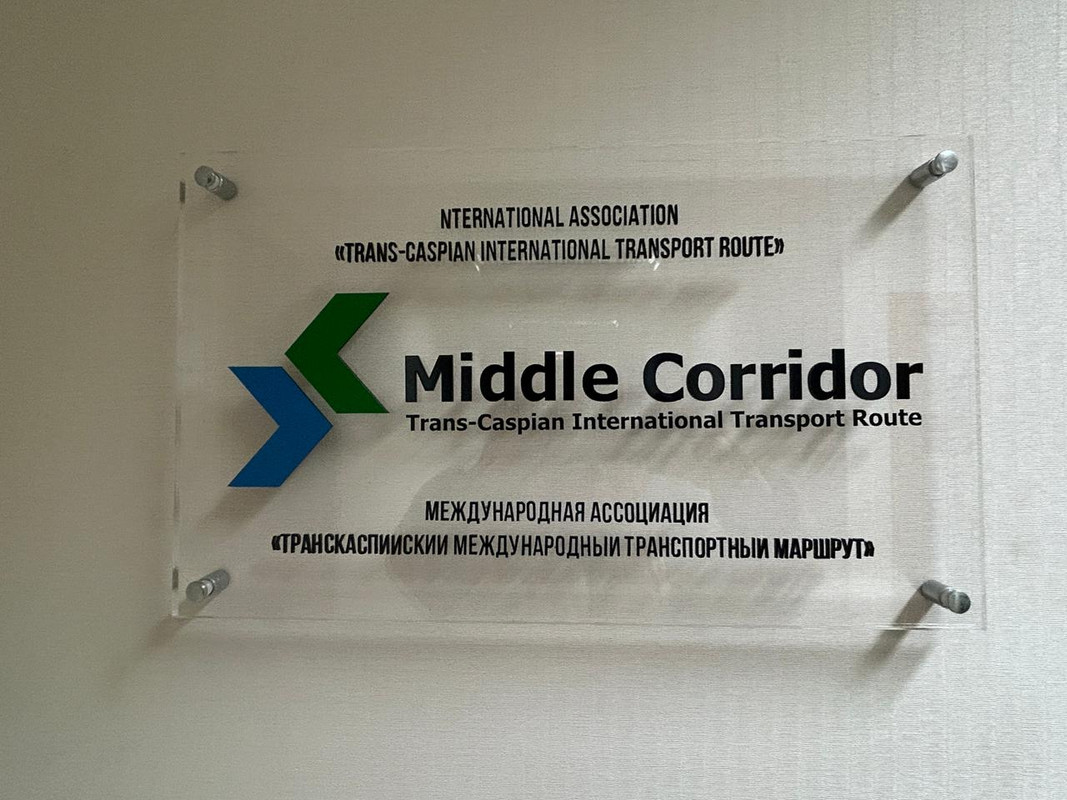 NTERNATIONAL ASSOCIATION
«TRANS-CASPIAN INTERNATIONAL TRANSPORT ROUTE»
Middle Corridor
Trans-Caspian International Transport Route
МЕЖДУНАРОДНАЯ АССОЦИАЦИЯ
«ТРАНСКАСПИИСКИИ МЕЖДУНАРОДНЫИ ТРАНСПОРТНЫИ МАРШРУТ»